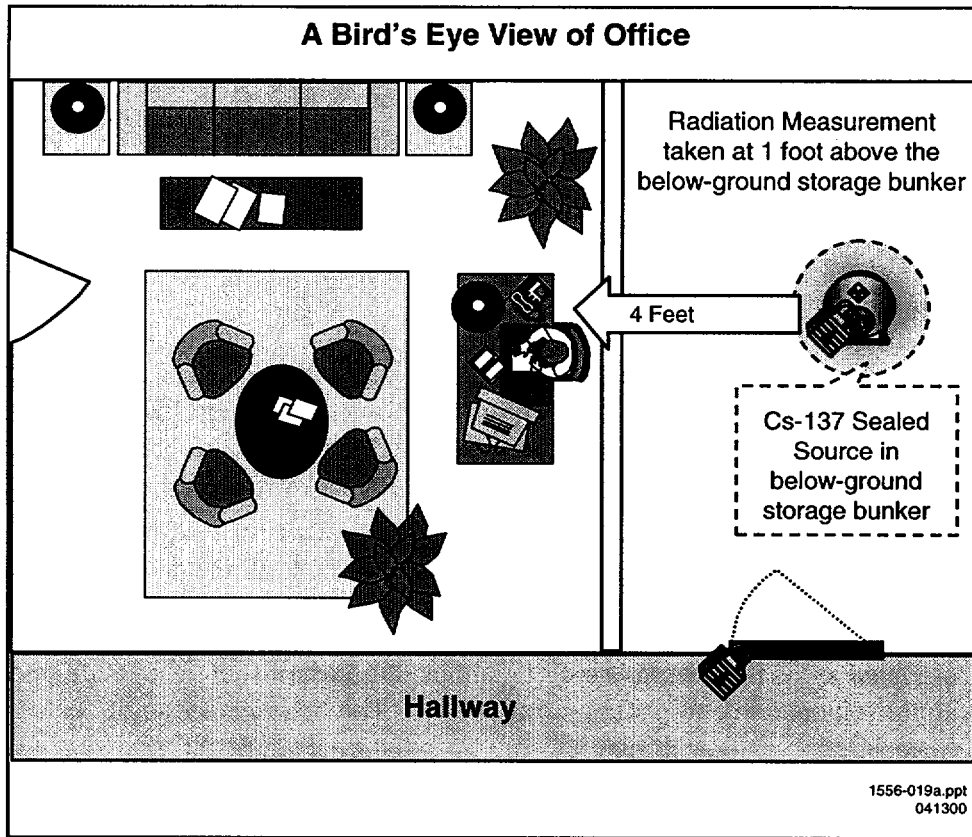 A Bird's Eye View of Office
Radiation Measurement
taken at 1 foot above the
below-ground storage bunker
4 Feet
Cs-137 Sealed
Source in
below-ground
storage bunker
Hallway
1556-019a.ppt
041300